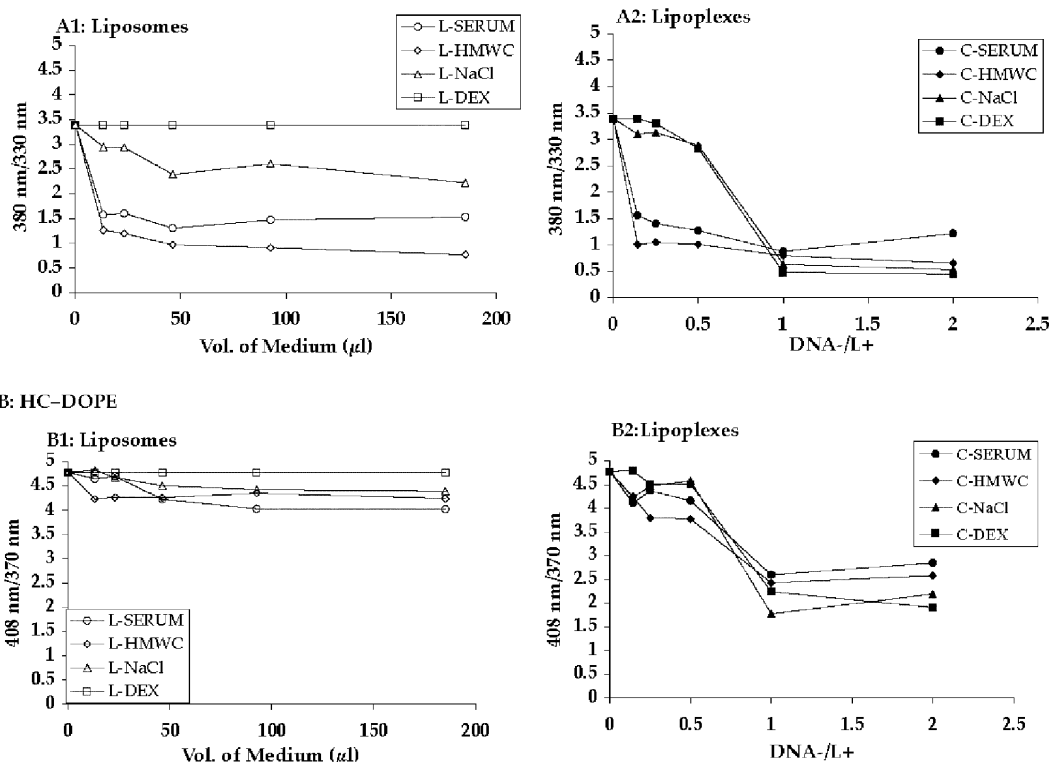 A1: Liposomes
L-SERUM
L-HMWC
L-NaCl
L-DEX
380 nm/330 nm
5
4.5
4
3.5
3
2.5
2
1.5
1
0.5
0
0 50 100 150 200
Vol. of Medium (μl)
A2: Lipoplexes
C-SERUM
C-HMWC
C-NaCl
C-DEX
380 nm/330 nm
5
4.5
4
3.5
3
2.5
2
1.5
1
0.5
0
0 0.5 1 1.5 2 2.5
DNA-/L+
B: HC–DOPE
B1: Liposomes
408 nm/370 nm
5
4.5
4
3.5
3
2.5
2
1.5
1
0.5
0
L-SERUM
L-HMWC
L-NaCl
L-DEX
0 50 100 150 200
Vol. of Medium (μl)
B2:Lipoplexes
C-SERUM
C-HMWC
C-NaCl
C-DEX
408 nm/370 nm
5
4.5
4
3.5
3
2.5
2
1.5
1
0.5
0
0 0.5 1 1.5 2 2.5
DNA-/L+